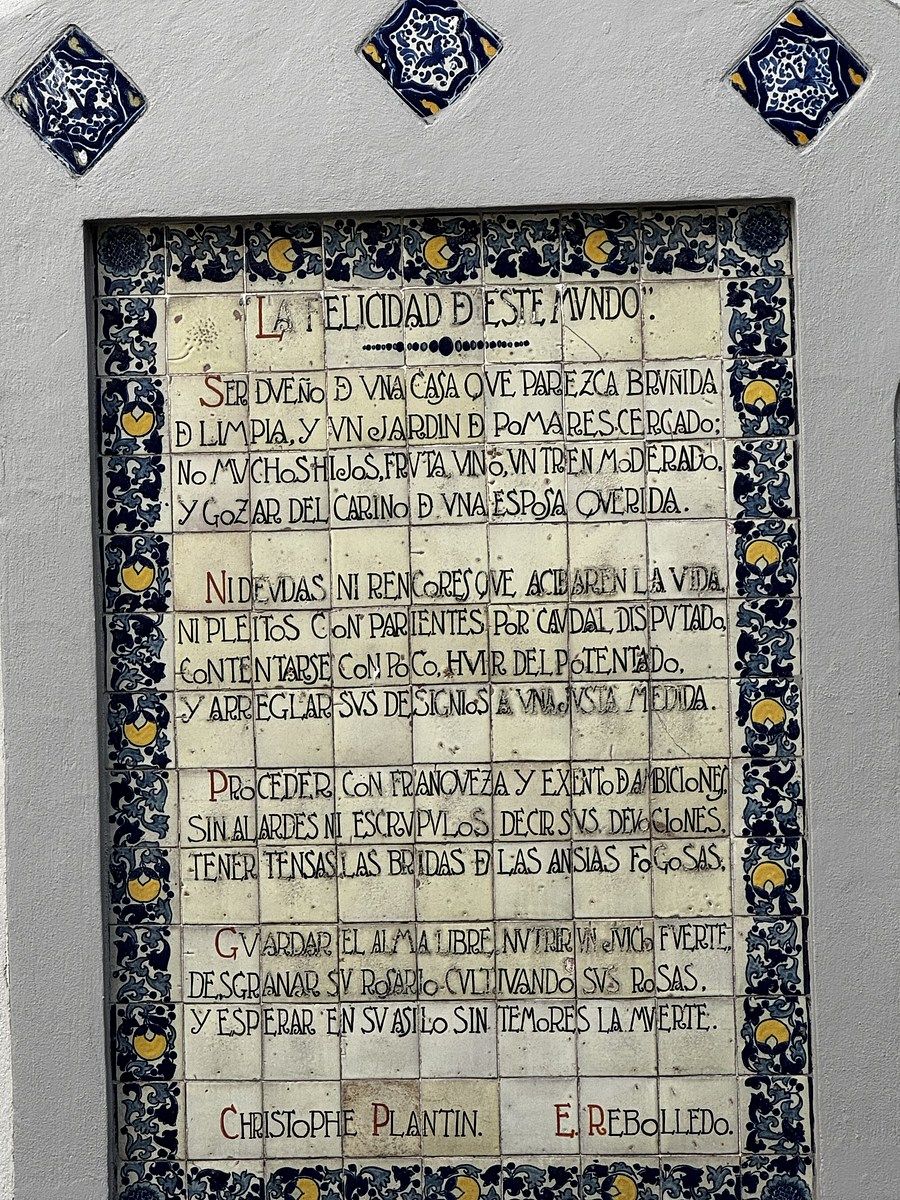 "LA FELICIDAD D ESTE MVNDO".
SER DVEÑO D VNA CASA QVE PAREZCA BRVÑIDA
D LIMPIA, Y VN JARDIN D POMARES CERCADO;
NO MVCHOS HIJOS, FRVTA, VINO, VN TREN MODERADO,
Y GOZAR DEL CARINO D VNA ESPOSA QVERIDA.
NI DEVDAS NI RENCORES QVE ACIBAREN LA VIDA,
NI PLEITOS CON PARIENTES POR CAVDAL DISPVTADO,
CONTENTARSE CON POCO, HVIR DEL POTENTADO,
Y ARREGLAR SVS DESIGNIOS A VNA JVSTA MEDIDA.
PROCEDER CON FRANQVEZA Y EXENTO D AMBICIONES,
SIN ALARDES NI ESCRVPVLOS DECIR SVS DEVOCIONES,
TENER TENSAS LAS BRIDAS D LAS ANSIAS FOGOSAS,
GVARDAR EL ALMA LIBRE, NVTRIR VN JVICIO FVERTE,
DESGRANAR SV ROSARIO CVLTIVANDO SVS ROSAS,
Y ESPERAR EN SV ASILO SIN TEMORES LA MVERTE.
CHRISTOPHE PLANTIN. E. REBOLLEDO.